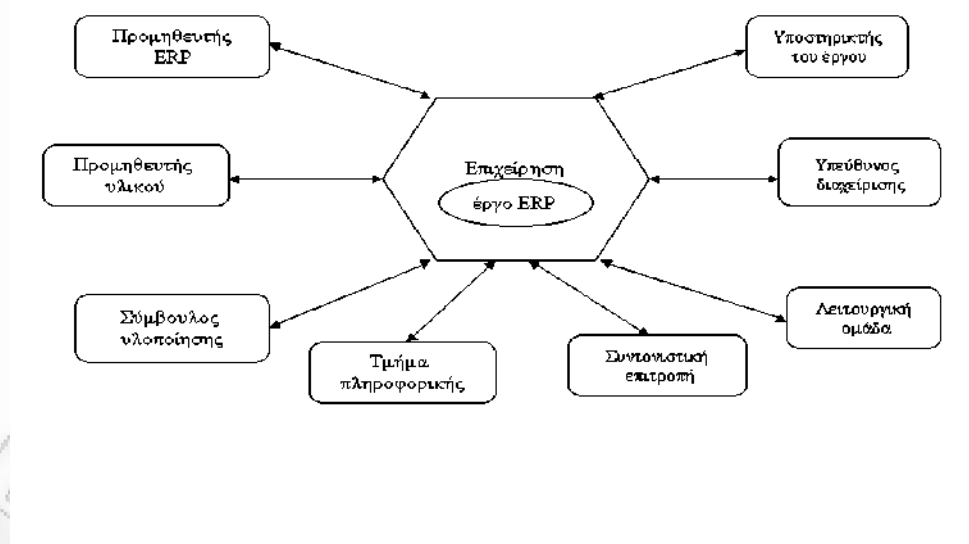 Προμηθευτής
ERP
Υποστηρικτής
του έργου
Προμηθευτής
υλικού
Επιχείρηση
έργο ERP
Υπεύθυνος
διαχείρισης
Σύμβουλος
υλοποίησης
Τμήμα
πληροφορικής
Συντονιστική
επιτροπή
Λειτουργική
ομάδα